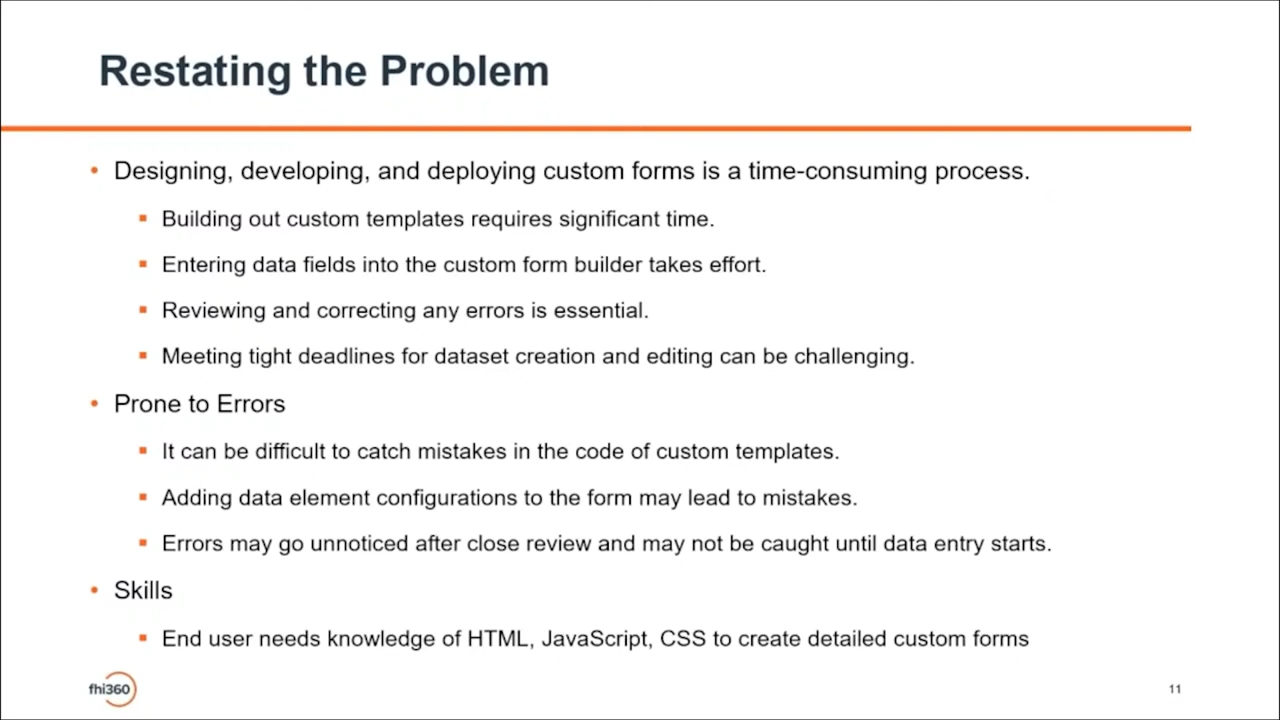 Restating the Problem
• Designing, developing, and deploying custom forms is a time-consuming process.
▪ Building out custom templates requires significant time.
▪ Entering data fields into the custom form builder takes effort.
▪ Reviewing and correcting any errors is essential.
▪ Meeting tight deadlines for dataset creation and editing can be challenging.
• Prone to Errors
▪ It can be difficult to catch mistakes in the code of custom templates.
▪ Adding data element configurations to the form may lead to mistakes.
▪ Errors may go unnoticed after close review and may not be caught until data entry starts.
• Skills
▪ End user needs knowledge of HTML, JavaScript, CSS to create detailed custom forms
fhi360
11